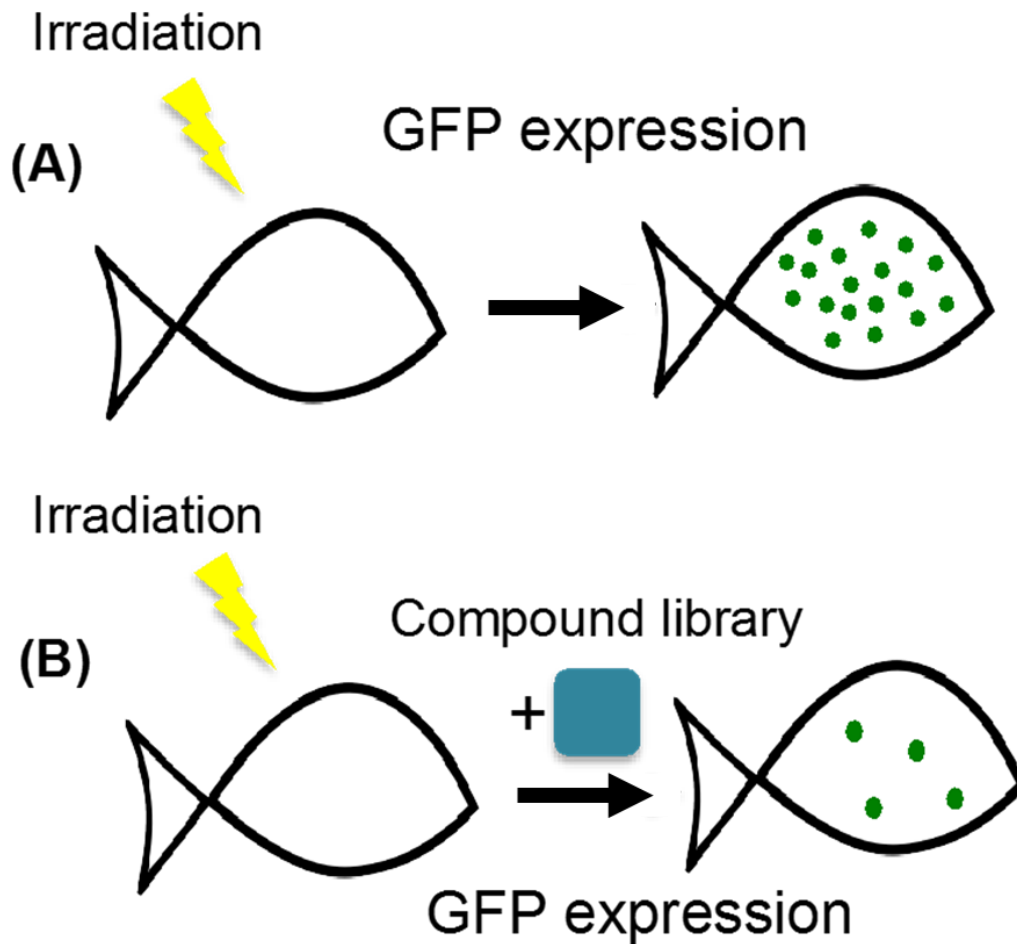 Irradiation
GFP expression
(A)
Irradiation
Compound library
(B)
+
GFP expression